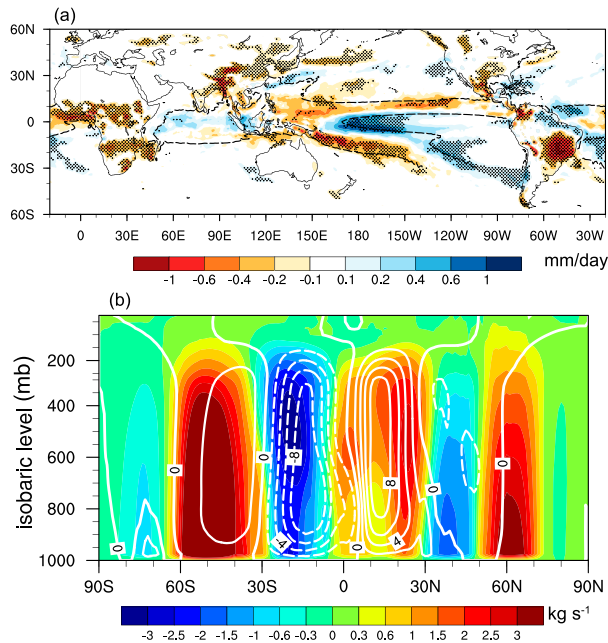 (a)
60N
30N
0
30S
60S
0 30E 60E 90E 120E 150E 180 150W 120W 90W 60W 30W
mm/day
-1 -0.6 -0.4 -0.2 -0.1 0.1 0.2 0.4 0.6 1
(b)
isobaric level (mb)
200
400
600
800
1000
0 0 0 -8 -4 0 8 4 0 0
90S 60S 30S 0 30N 60N 90N
kg s⁻¹
-3 -2.5 -2 -1.5 -1 -0.6 -0.3 0 0.3 0.6 1 1.5 2 2.5 3